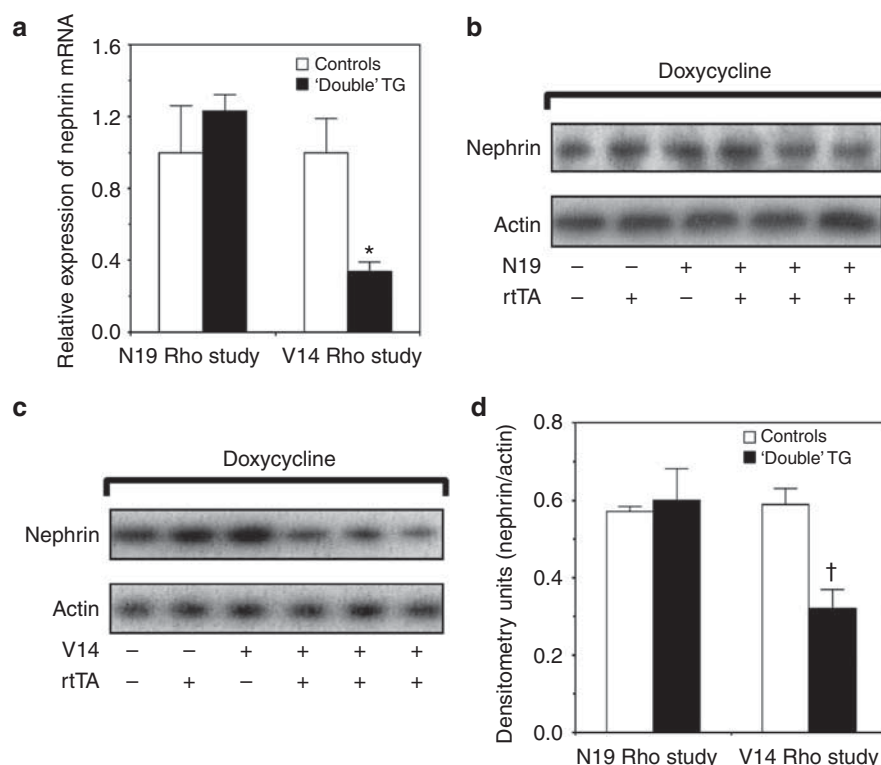 a
Relative expression of nephrin mRNA
1.6
1.2
0.8
0.4
0.0
Controls
'Double' TG
*
N19 Rho study
V14 Rho study
b
Doxycycline
Nephrin
Actin
N19 – – + + + +
rtTA – + – + + +
c
Doxycycline
Nephrin
Actin
V14 – – + + + +
rtTA – + – + + +
d
Densitometry units (nephrin/actin)
0.8
0.6
0.4
0.2
0.0
Controls
'Double' TG
†
N19 Rho study
V14 Rho study